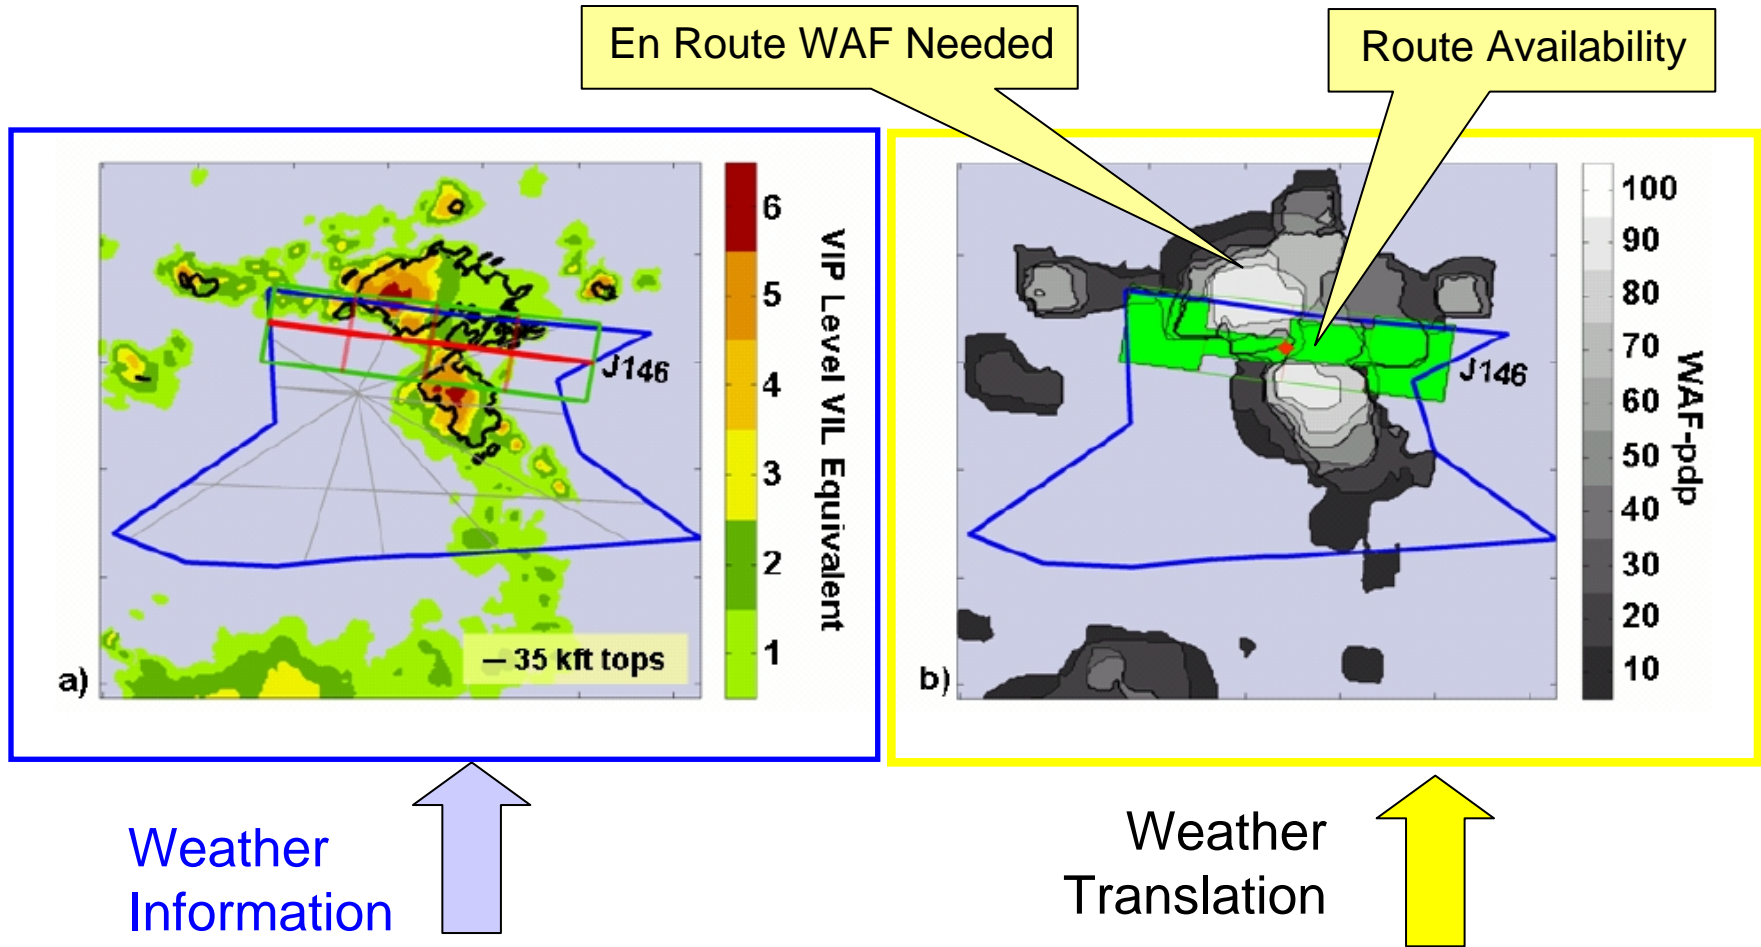 En Route WAF Needed
Route Availability
6
5
4
3
2
1
VIP Level VIL Equivalent
J146
— 35 kft tops
a)
100
90
80
70
60
50
40
30
20
10
WAF-pdp
J146
b)
Weather
Information
Weather
Translation